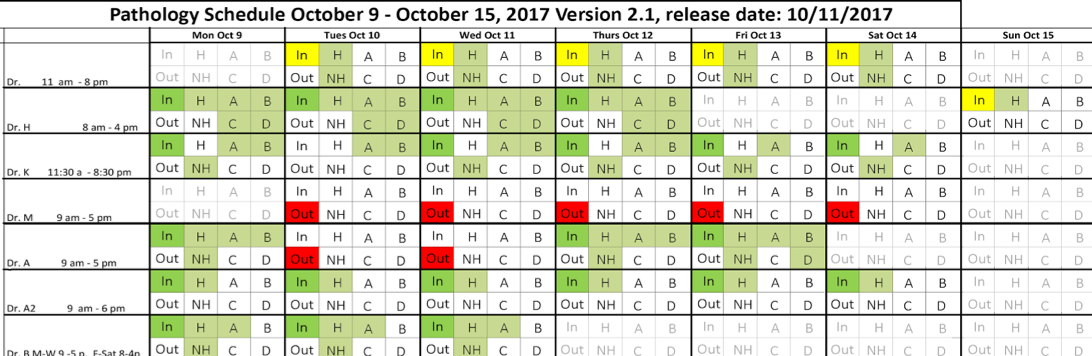 Pathology Schedule October 9 - October 15, 2017 Version 2.1, release date: 10/11/2017
Mon Oct 9 Tues Oct 10 Wed Oct 11 Thurs Oct 12 Fri Oct 13 Sat Oct 14 Sun Oct 15
In H A B In H A B In H A B In H A B In H A B In H A B In H A B
Dr. 11 am - 8 pm Out NH C D Out NH C D Out NH C D Out NH C D Out NH C D Out NH C D Out NH C D
In H A B In H A B In H A B In H A B In H A B In H A B In H A B
Dr. H 8 am - 4 pm Out NH C D Out NH C D Out NH C D Out NH C D Out NH C D Out NH C D Out NH C D
In H A B In H A B In H A B In H A B In H A B In H A B In H A B
Dr. K 11:30 a - 8:30 pm Out NH C D Out NH C D Out NH C D Out NH C D Out NH C D Out NH C D Out NH C D
In H A B In H A B In H A B In H A B In H A B In H A B In H A B
Dr. M 9 am - 5 pm Out NH C D Out NH C D Out NH C D Out NH C D Out NH C D Out NH C D Out NH C D
In H A B In H A B In H A B In H A B In H A B In H A B In H A B
Dr. A 9 am - 5 pm Out NH C D Out NH C D Out NH C D Out NH C D Out NH C D Out NH C D Out NH C D
In H A B In H A B In H A B In H A B In H A B In H A B In H A B
Dr. A2 9 am - 6 pm Out NH C D Out NH C D Out NH C D Out NH C D Out NH C D Out NH C D Out NH C D
In H A B In H A B In H A B In H A B In H A B In H A B In H A B
Dr. B M-W 9 -5 p, F-Sat 8-4p Out NH C D Out NH C D Out NH C D Out NH C D Out NH C D Out NH C D Out NH C D